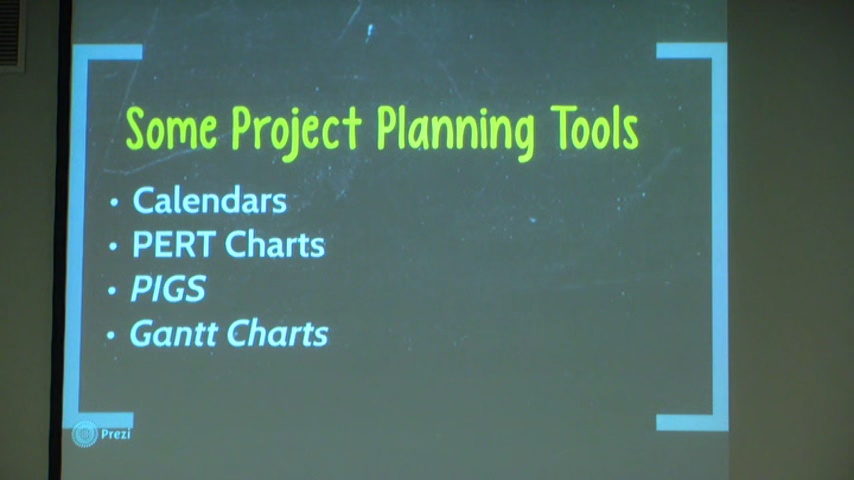 Some Project Planning Tools
• Calendars
• PERT Charts
• PIGS
• Gantt Charts
Prezi